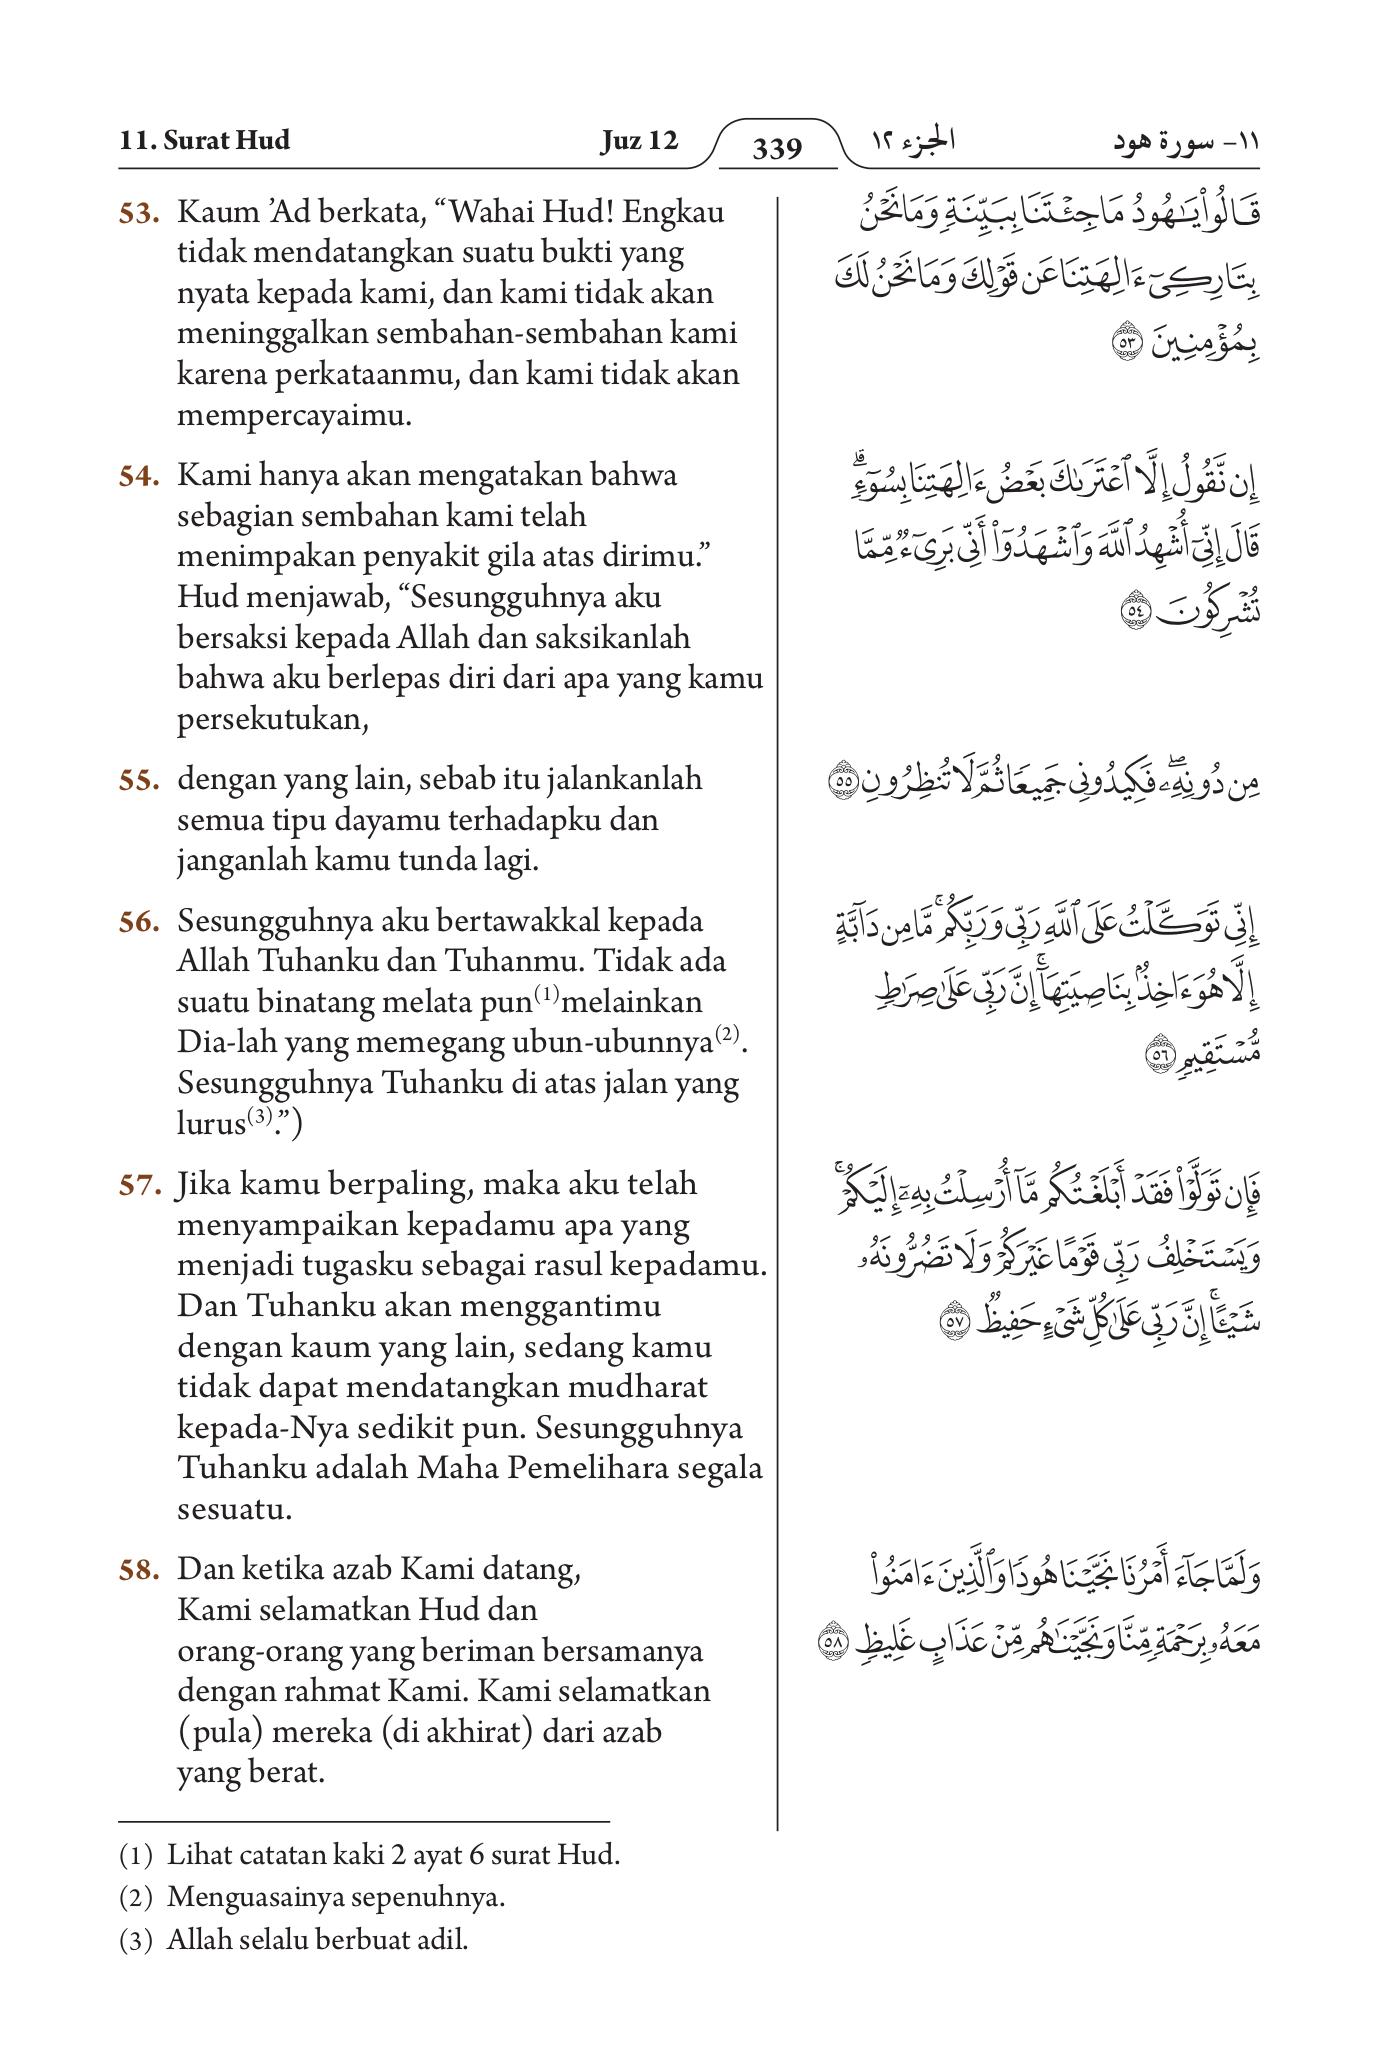 11. Surat Hud
Juz 12
339
الجزء ١٢
١١- سورة هود
53. Kaum ’Ad berkata, “Wahai Hud! Engkau
tidak mendatangkan suatu bukti yang
nyata kepada kami, dan kami tidak akan
meninggalkan sembahan-sembahan kami
karena perkataanmu, dan kami tidak akan
mempercayaimu.
قَالُوا۟ يَـٰهُودُ مَا جِئْتَنَا بِبَيِّنَةٍ وَمَا نَحْنُ
بِتَارِكِىٓ ءَالِهَتِنَا عَن قَوْلِكَ وَمَا نَحْنُ لَكَ
بِمُؤْمِنِينَ ٥٣
54. Kami hanya akan mengatakan bahwa
sebagian sembahan kami telah
menimpakan penyakit gila atas dirimu.”
Hud menjawab, “Sesungguhnya aku
bersaksi kepada Allah dan saksikanlah
bahwa aku berlepas diri dari apa yang kamu
persekutukan,
إِن نَّقُولُ إِلَّا ٱعْتَرَىٰكَ بَعْضُ ءَالِهَتِنَا بِسُوٓءٍ ۗ
قَالَ إِنِّىٓ أُشْهِدُ ٱللَّهَ وَٱشْهَدُوٓا۟ أَنِّى بَرِىٓءٌ مِّمَّا
تُشْرِكُونَ ٥٤
55. dengan yang lain, sebab itu jalankanlah
semua tipu dayamu terhadapku dan
janganlah kamu tunda lagi.
مِن دُونِهِۦ ۖ فَكِيدُونِى جَمِيعًا ثُمَّ لَا تُنظِرُونِ ٥٥
56. Sesungguhnya aku bertawakkal kepada
Allah Tuhanku dan Tuhanmu. Tidak ada
suatu binatang melata pun(1)melainkan
Dia-lah yang memegang ubun-ubunnya(2).
Sesungguhnya Tuhanku di atas jalan yang
lurus(3).”)
إِنِّى تَوَكَّلْتُ عَلَى ٱللَّهِ رَبِّى وَرَبِّكُم ۚ مَّا مِن دَآبَّةٍ
إِلَّا هُوَ ءَاخِذٌۢ بِنَاصِيَتِهَآ ۚ إِنَّ رَبِّى عَلَىٰ صِرَٰطٍ
مُّسْتَقِيمٍ ٥٦
57. Jika kamu berpaling, maka aku telah
menyampaikan kepadamu apa yang
menjadi tugasku sebagai rasul kepadamu.
Dan Tuhanku akan menggantimu
dengan kaum yang lain, sedang kamu
tidak dapat mendatangkan mudharat
kepada-Nya sedikit pun. Sesungguhnya
Tuhanku adalah Maha Pemelihara segala
sesuatu.
فَإِن تَوَلَّوْا۟ فَقَدْ أَبْلَغْتُكُم مَّآ أُرْسِلْتُ بِهِۦٓ إِلَيْكُمْ ۚ
وَيَسْتَخْلِفُ رَبِّى قَوْمًا غَيْرَكُمْ وَلَا تَضُرُّونَهُۥ
شَيْـًٔا ۚ إِنَّ رَبِّى عَلَىٰ كُلِّ شَىْءٍ حَفِيظٌ ٥٧
58. Dan ketika azab Kami datang,
Kami selamatkan Hud dan
orang-orang yang beriman bersamanya
dengan rahmat Kami. Kami selamatkan
(pula) mereka (di akhirat) dari azab
yang berat.
وَلَمَّا جَآءَ أَمْرُنَا نَجَّيْنَا هُودًا وَٱلَّذِينَ ءَامَنُوا۟
مَعَهُۥ بِرَحْمَةٍ مِّنَّا وَنَجَّيْنَـٰهُم مِّنْ عَذَابٍ غَلِيظٍ ٥٨
(1) Lihat catatan kaki 2 ayat 6 surat Hud.
(2) Menguasainya sepenuhnya.
(3) Allah selalu berbuat adil.